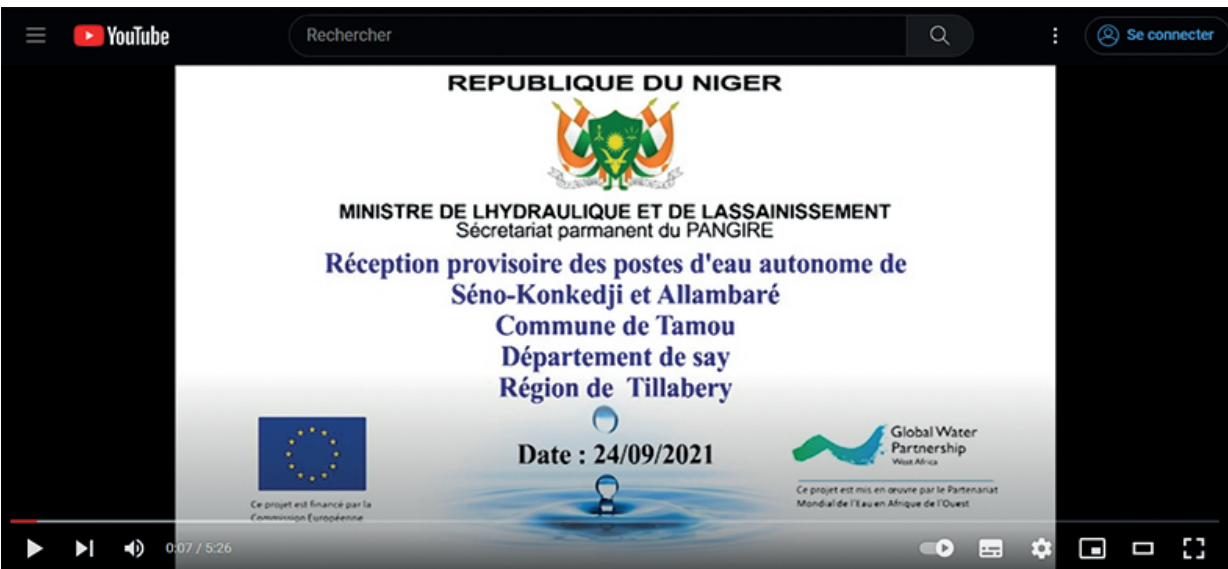 YouTube
Rechercher
Se connecter
REPUBLIQUE DU NIGER
MINISTRE DE LHYDRAULIQUE ET DE LASSAINISSEMENT
Sécretariat parmanent du PANGIRE
Réception provisoire des postes d'eau autonome de
Séno-Konkedji et Allambaré
Commune de Tamou
Département de say
Région de Tillabery
Date : 24/09/2021
Ce projet est financé par la
Commission Européenne
Global Water
Partnership
West Africa
Ce projet est mis en œuvre par le Partenariat
Mondial de l'Eau en Afrique de l'Ouest
0:07 / 5:26